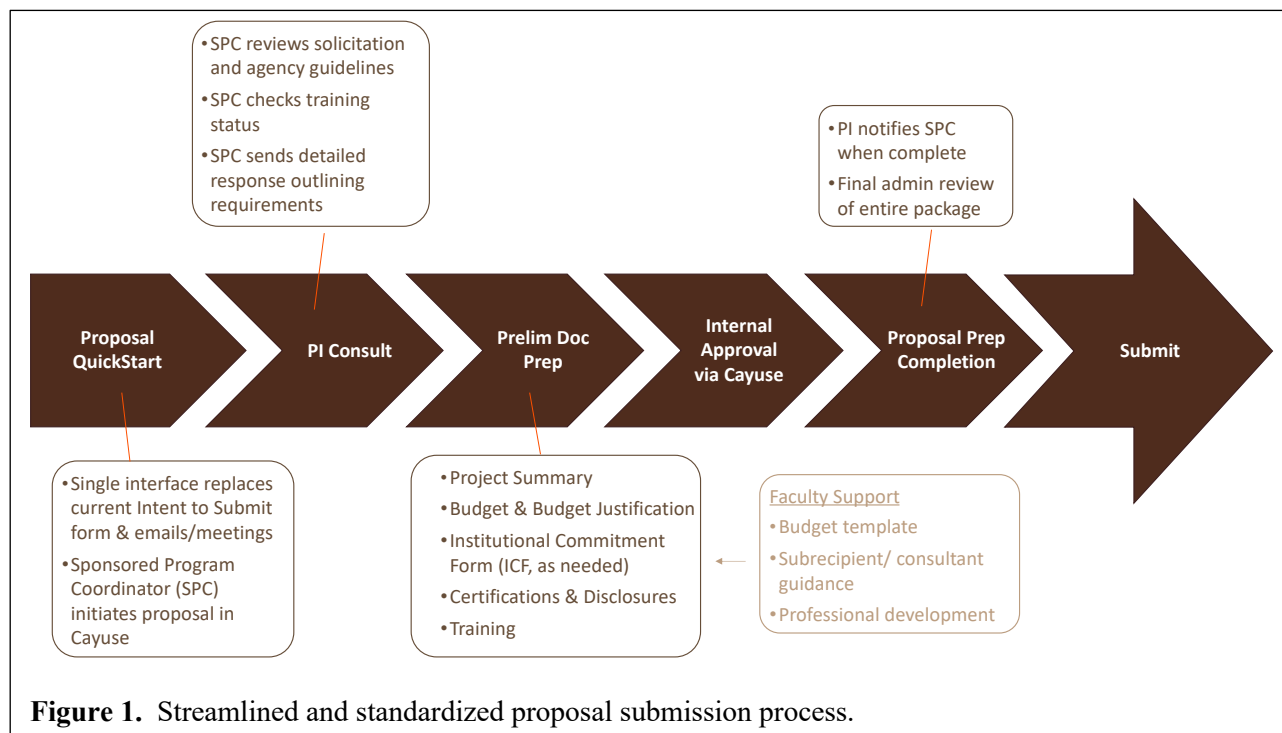 •SPC reviews solicitation
and agency guidelines
•SPC checks training
status
•SPC sends detailed
response outlining
requirements
•PI notifies SPC
when complete
•Final admin review
of entire package
Proposal
QuickStart
PI Consult
Prelim Doc
Prep
Internal
Approval
via Cayuse
Proposal Prep
Completion
Submit
•Single interface replaces
current Intent to Submit
form & emails/meetings
•Sponsored Program
Coordinator (SPC)
initiates proposal in
Cayuse
•Project Summary
•Budget & Budget Justification
•Institutional Commitment
Form (ICF, as needed)
•Certifications & Disclosures
•Training
Faculty Support
•Budget template
•Subrecipient/ consultant
guidance
•Professional development
Figure 1.  Streamlined and standardized proposal submission process.